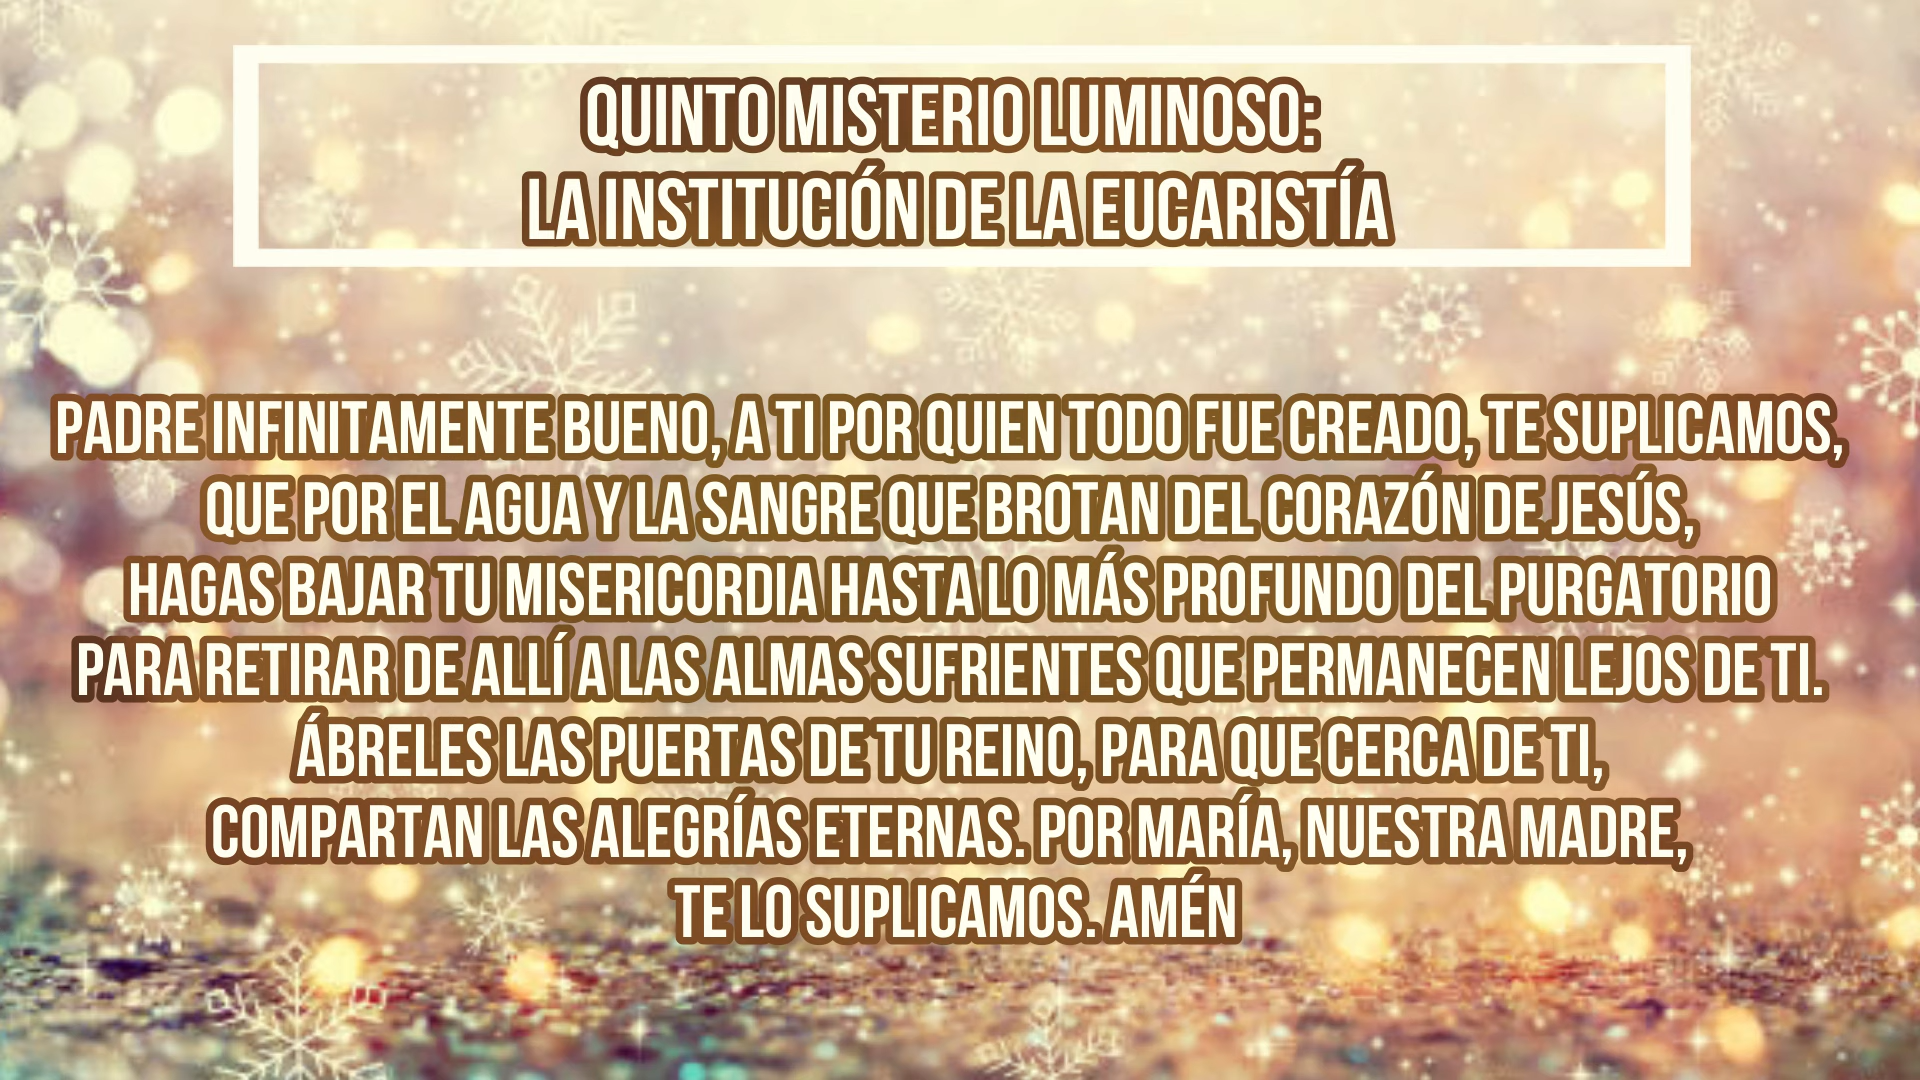 QUINTO MISTERIO LUMINOSO:
LA INSTITUCIÓN DE LA EUCARISTÍA
PADRE INFINITAMENTE BUENO, A TI POR QUIEN TODO FUE CREADO, TE SUPLICAMOS,
QUE POR EL AGUA Y LA SANGRE QUE BROTAN DEL CORAZÓN DE JESÚS,
HAGAS BAJAR TU MISERICORDIA HASTA LO MÁS PROFUNDO DEL PURGATORIO
PARA RETIRAR DE ALLÍ A LAS ALMAS SUFRIENTES QUE PERMANECEN LEJOS DE TI.
ÁBRELES LAS PUERTAS DE TU REINO, PARA QUE CERCA DE TI,
COMPARTAN LAS ALEGRÍAS ETERNAS. POR MARÍA, NUESTRA MADRE,
TE LO SUPLICAMOS. AMÉN